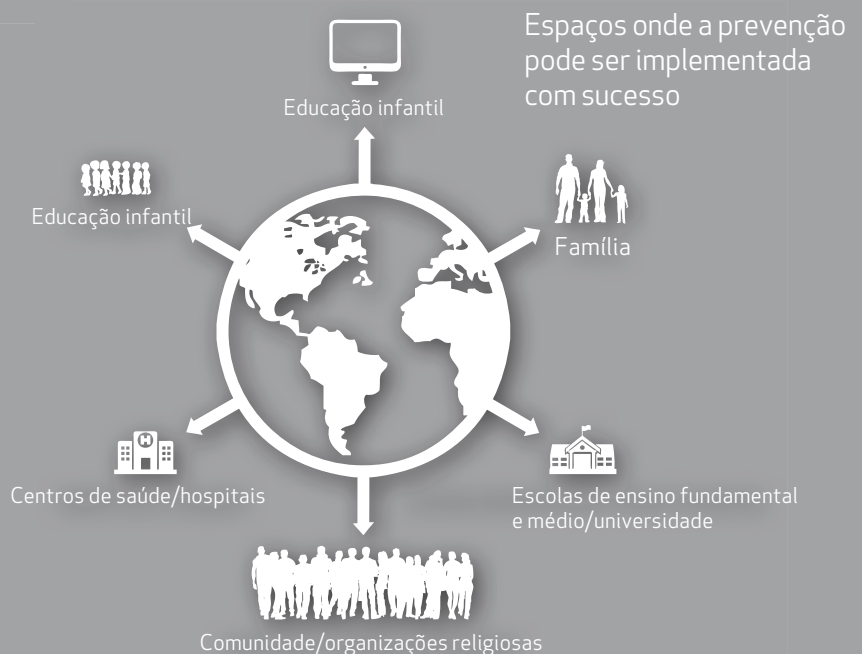 Espaços onde a prevenção
pode ser implementada
com sucesso
Educação infantil
Educação infantil
Família
H
Centros de saúde/hospitais
Escolas de ensino fundamental
e médio/universidade
Comunidade/organizações religiosas